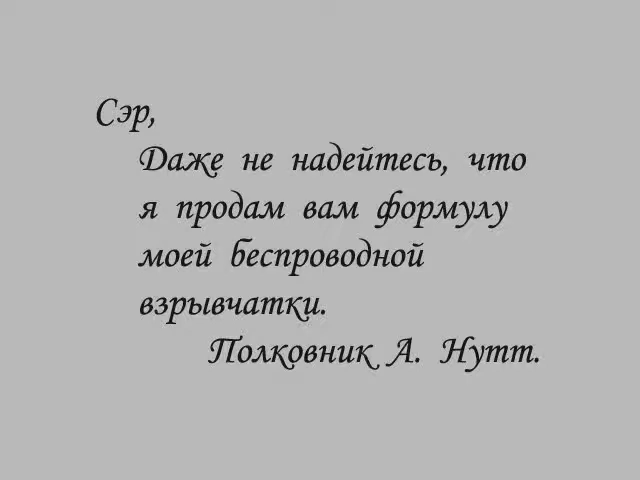 Сэр,
Даже не надейтесь, что
я продам вам формулу
моей беспроводной
взрывчатки.
Полковник А. Нутт.